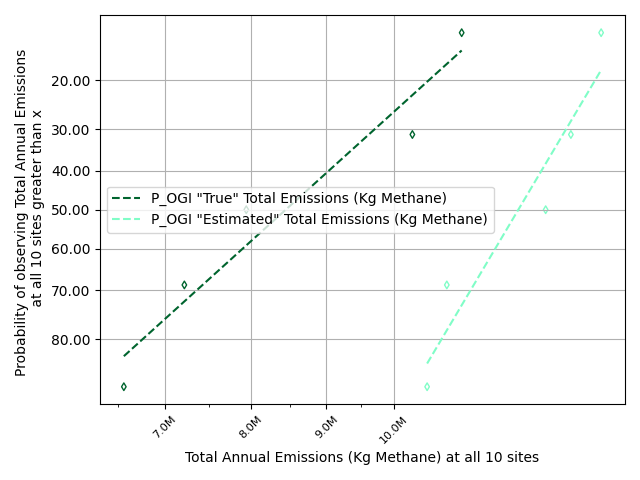 Probability of observing Total Annual Emissions
at all 10 sites greater than x
20.00
30.00
40.00
50.00
60.00
70.00
80.00
P_OGI "True" Total Emissions (Kg Methane)
P_OGI "Estimated" Total Emissions (Kg Methane)
7.0M
8.0M
9.0M
10.0M
Total Annual Emissions (Kg Methane) at all 10 sites